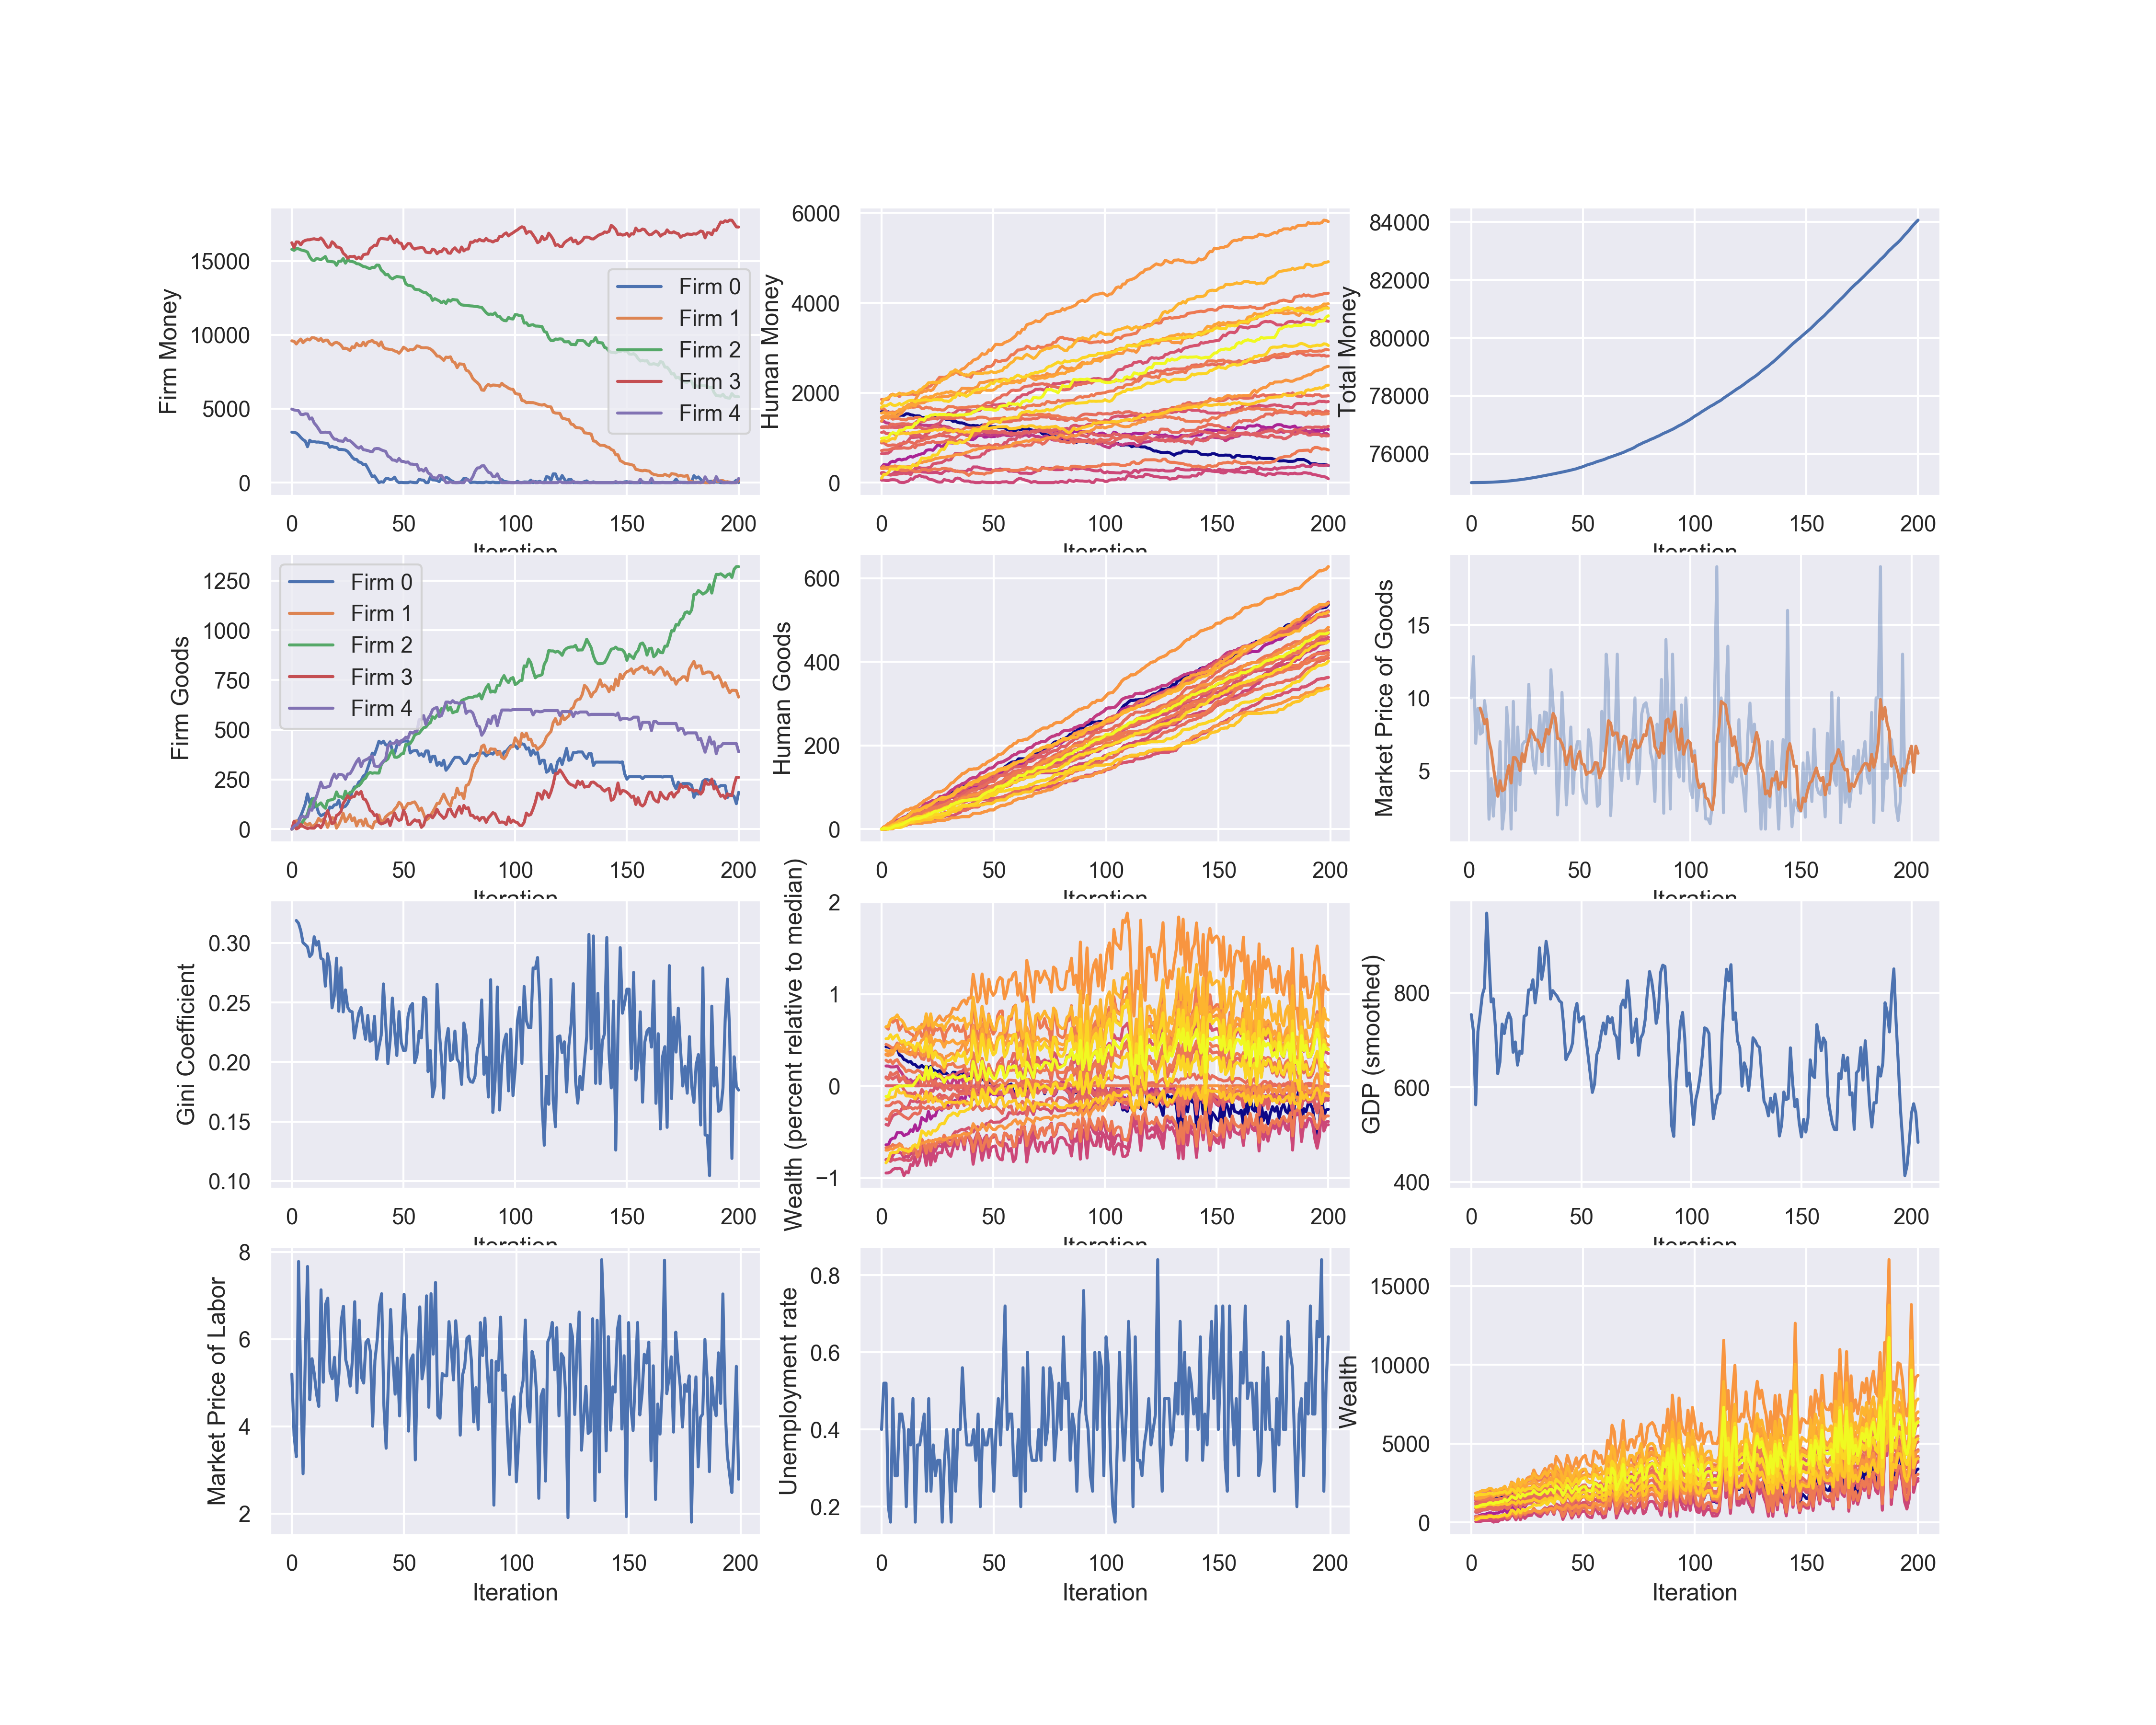 Firm Money
15000
10000
5000
0
0 50 100 150 200
Iteration
Firm 0
Firm 1
Firm 2
Firm 3
Firm 4
Human Money
6000
4000
2000
0
0 50 100 150 200
Iteration
Total Money
84000
82000
80000
78000
76000
0 50 100 150 200
Iteration
Firm Goods
1250
1000
750
500
250
0
0 50 100 150 200
Iteration
Firm 0
Firm 1
Firm 2
Firm 3
Firm 4
Human Goods
600
400
200
0
0 50 100 150 200
Iteration
Market Price of Goods
15
10
5
0 50 100 150 200
Iteration
Gini Coefficient
0.30
0.25
0.20
0.15
0.10
0 50 100 150 200
Iteration
Wealth (percent relative to median)
2
1
0
−1
0 50 100 150 200
Iteration
GDP (smoothed)
800
600
400
0 50 100 150 200
Iteration
Market Price of Labor
8
6
4
2
0 50 100 150 200
Iteration
Unemployment rate
0.8
0.6
0.4
0.2
0 50 100 150 200
Iteration
Wealth
15000
10000
5000
0
0 50 100 150 200
Iteration